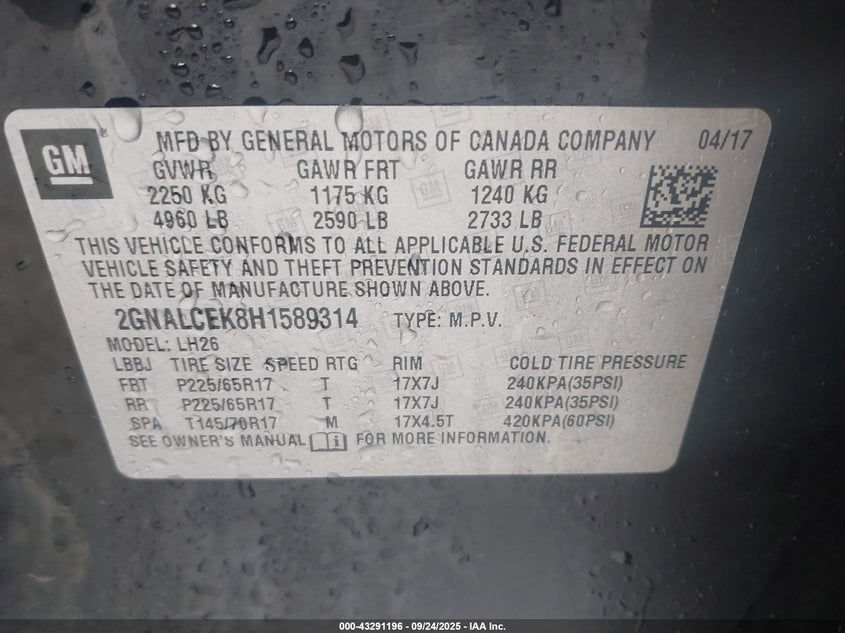 GM ® MFD BY GENERAL MOTORS OF CANADA COMPANY 04/17
GVWR GAWR FRT GAWR RR
2250 KG 1175 KG 1240 KG
4960 LB 2590 LB 2733 LB
THIS VEHICLE CONFORMS TO ALL APPLICABLE U.S. FEDERAL MOTOR
VEHICLE SAFETY AND THEFT PREVENTION STANDARDS IN EFFECT ON
THE DATE OF MANUFACTURE SHOWN ABOVE.
2GNALCEK8H1589314 TYPE: M.P.V.
MODEL: LH26
LBBJ TIRE SIZE SPEED RTG RIM COLD TIRE PRESSURE
FRT P225/65R17 T 17X7J 240KPA(35PSI)
RR P225/65R17 T 17X7J 240KPA(35PSI)
SPA T145/70R17 M 17X4.5T 420KPA(60PSI)
SEE OWNER'S MANUAL i FOR MORE INFORMATION.
000-43291196 - 09/24/2025 - IAA Inc.